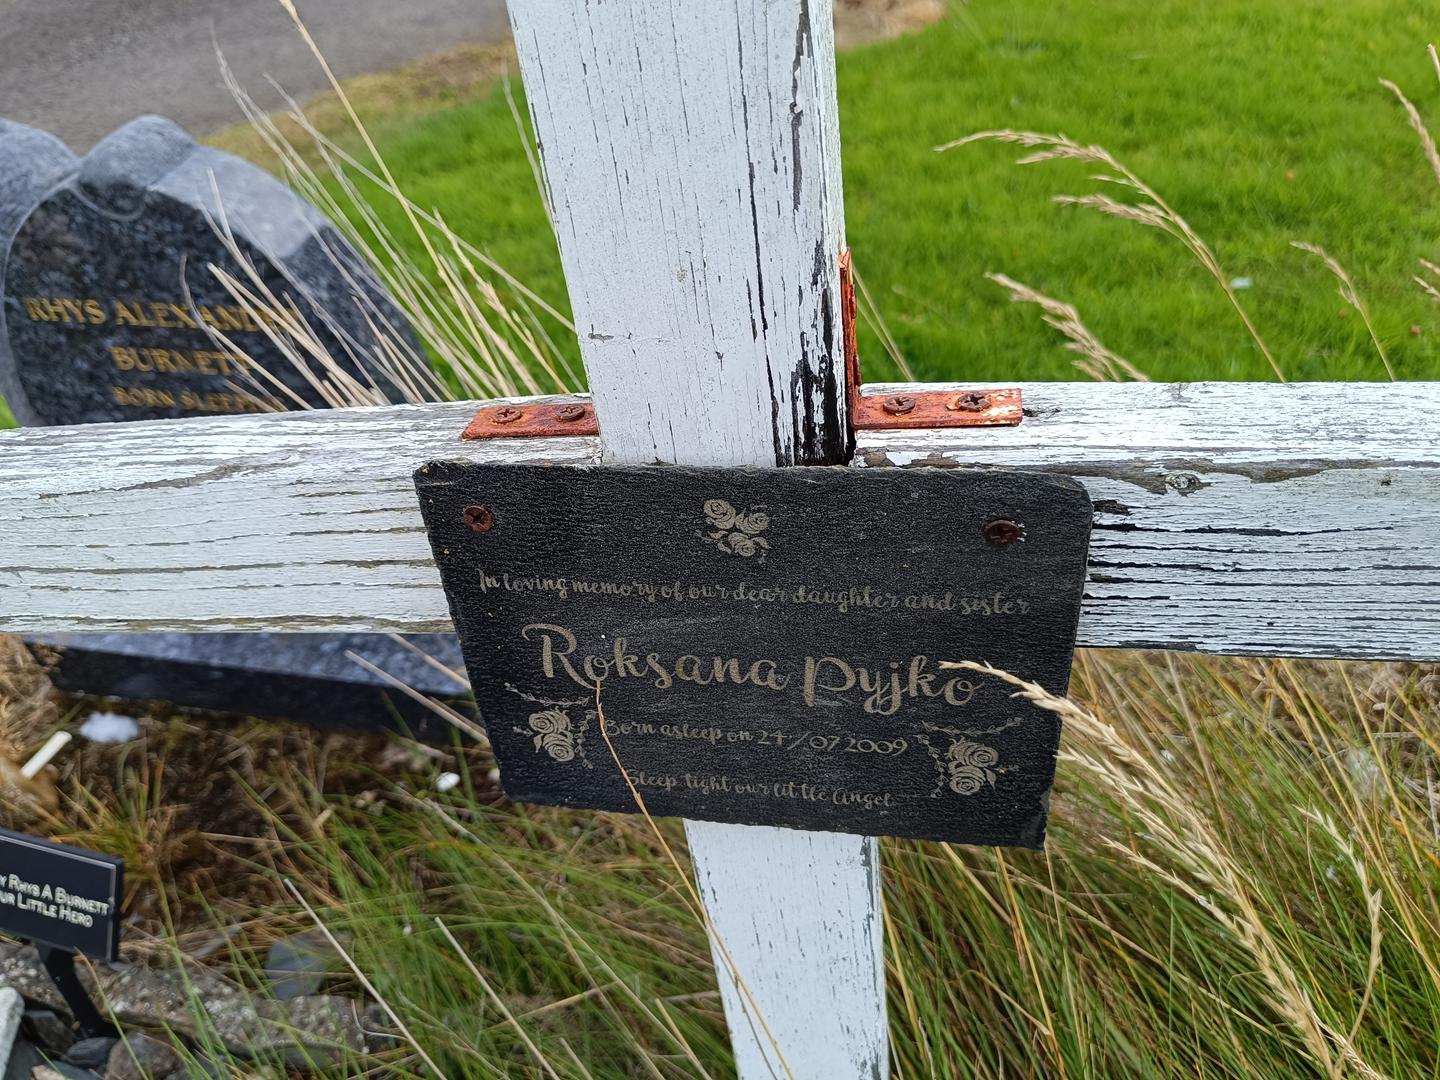 RHYS ALEXANDER
BURNETT
BORN SLEEPING
In loving memory of our dear daughter and sister
Roksana Pyjko
Born asleep on 24/07 2009
Sleep tight our little Angel
RHYS A BURNETT
OUR LITTLE HERO